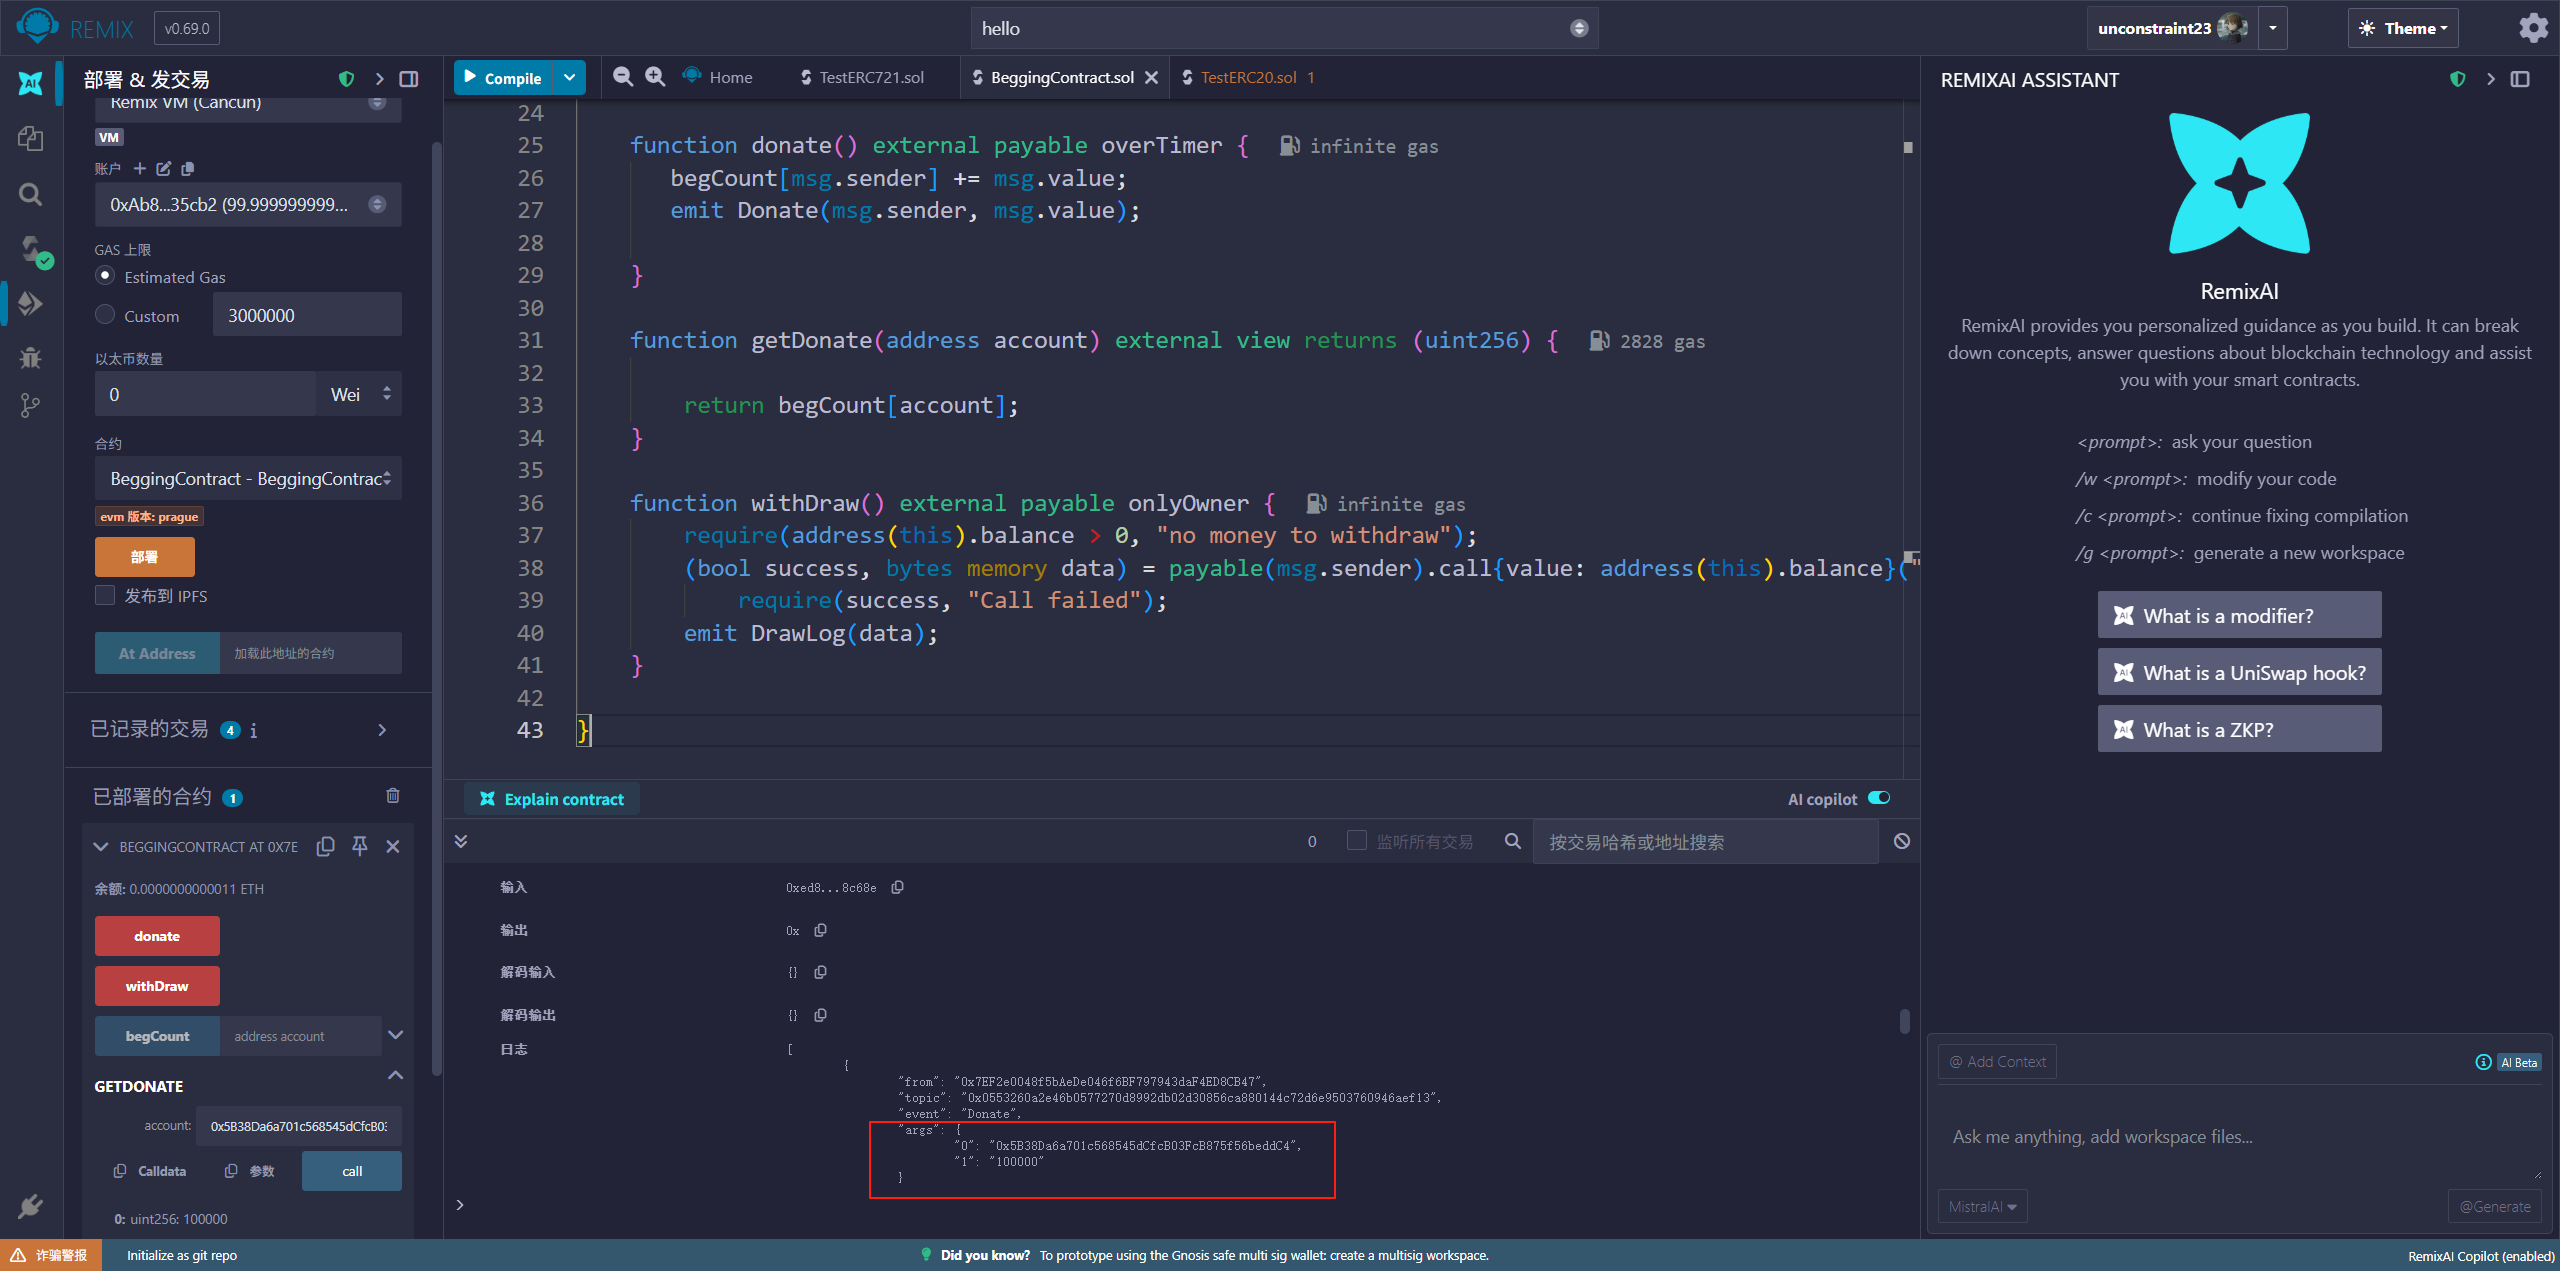 REMIX
v0.69.0
hello
unconstraint23
Theme
部署 & 发交易
Remix VM (Cancun)
VM
账户
0xAb8...35cb2 (99.999999999...
GAS 上限
Estimated Gas
Custom
3000000
以太币数量
0
Wei
合约
BeggingContract - BeggingContrac
evm 版本: prague
部署
发布到 IPFS
At Address
加载此地址的合约
已记录的交易 4 i
已部署的合约 1
BEGGINGCONTRACT AT 0X7E
余额: 0.0000000000011 ETH
donate
withDraw
begCount
address account
GETDONATE
account:
0x5B38Da6a701c568545dCfcB03
Calldata
参数
call
0: uint256: 100000
Compile
Home
TestERC721.sol
BeggingContract.sol
TestERC20.sol 1
24
25 function donate() external payable overTimer { infinite gas
26 begCount[msg.sender] += msg.value;
27 emit Donate(msg.sender, msg.value);
28
29 }
30
31 function getDonate(address account) external view returns (uint256) { 2828 gas
32
33 return begCount[account];
34 }
35
36 function withDraw() external payable onlyOwner { infinite gas
37 require(address(this).balance > 0, "no money to withdraw");
38 (bool success, bytes memory data) = payable(msg.sender).call{value: address(this).balance}("
39 require(success, "Call failed");
40 emit DrawLog(data);
41 }
42
43 }
Explain contract
AI copilot
0
监听所有交易
按交易哈希或地址搜索
输入 0xed8...8c68e
输出 0x
解码输入 {}
解码输出 {}
日志 [
{
"from": "0x7EF2e0048f5bAeDe046f6BF797943daF4ED8CB47",
"topic": "0x0553260a2e46b0577270d8992db02d30856ca880144c72d6e9503760946aef13",
"event": "Donate",
"args": {
"0": "0x5B38Da6a701c568545dCfcB03FcB875f56beddC4",
"1": "100000"
}
>
REMIXAI ASSISTANT
RemixAI
RemixAI provides you personalized guidance as you build. It can break
down concepts, answer questions about blockchain technology and assist
you with your smart contracts.
<prompt>: ask your question
/w <prompt>: modify your code
/c <prompt>: continue fixing compilation
/g <prompt>: generate a new workspace
What is a modifier?
What is a UniSwap hook?
What is a ZKP?
@ Add Context
AI Beta
Ask me anything, add workspace files...
MistralAI
@Generate
诈骗警报
Initialize as git repo
Did you know? To prototype using the Gnosis safe multi sig wallet: create a multisig workspace.
RemixAI Copilot (enabled)